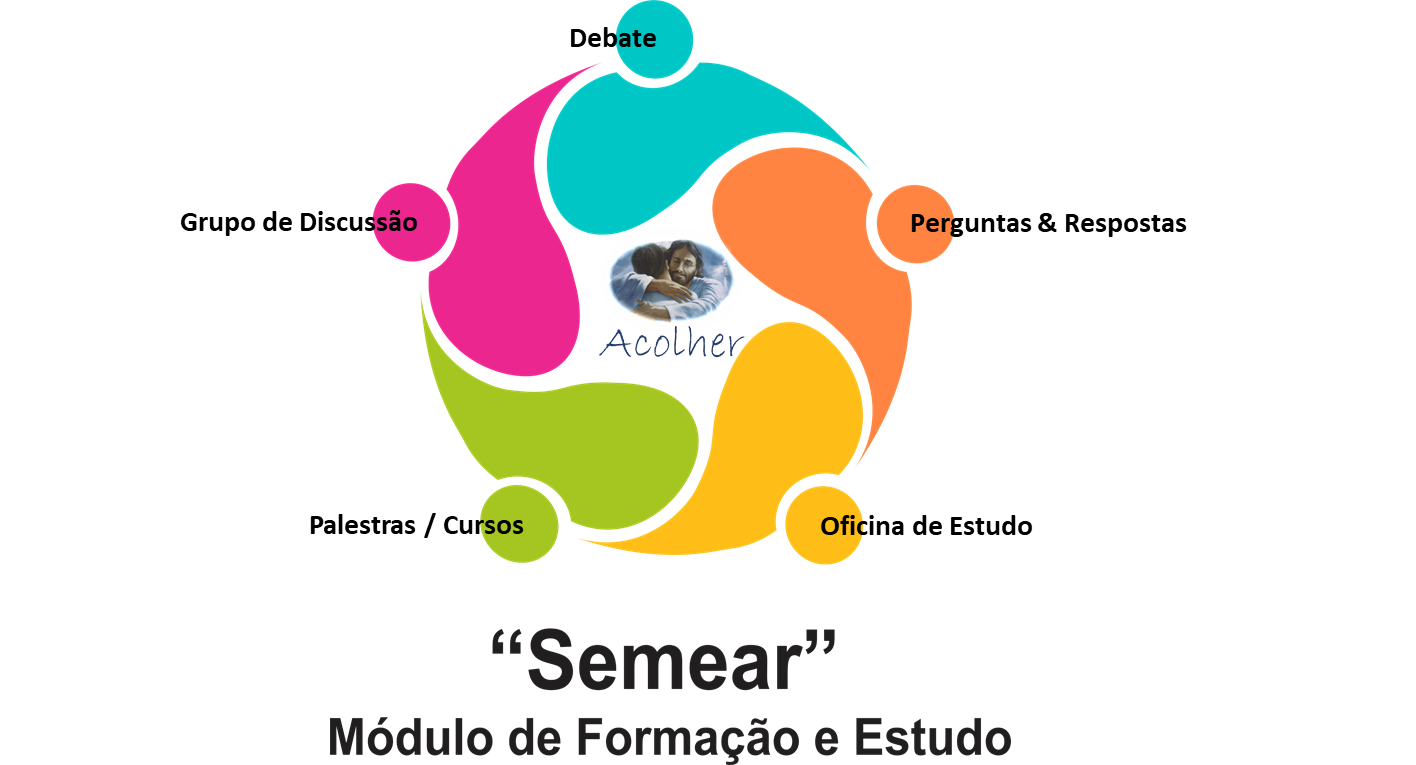 Debate
Grupo de Discussão
Perguntas & Respostas
Acolher
Palestras / Cursos
Oficina de Estudo
“Semear”
Módulo de Formação e Estudo